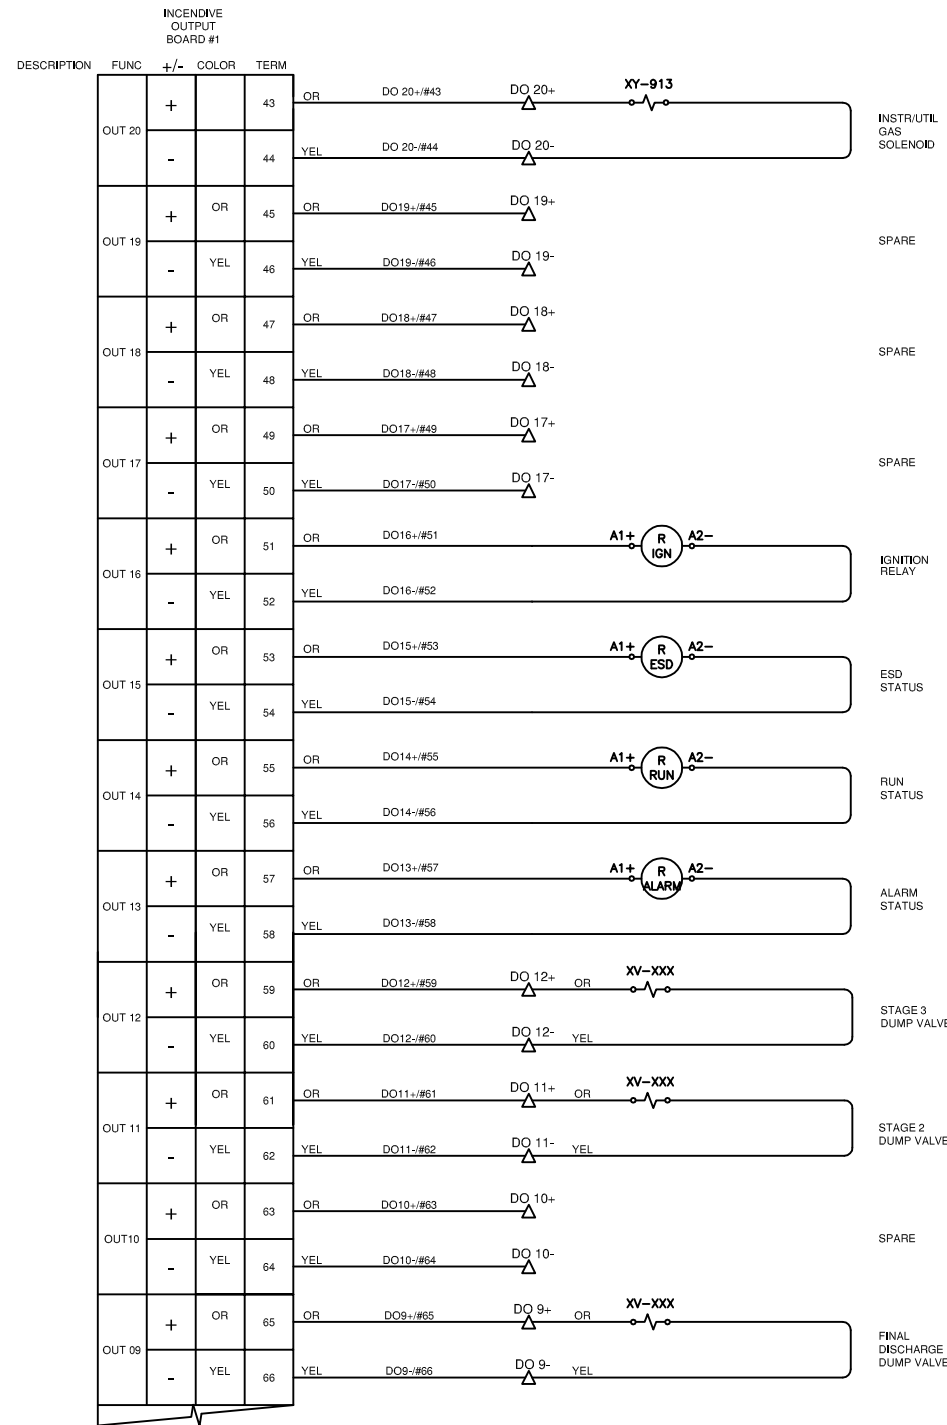 INCENDIVE
OUTPUT
BOARD #1
DESCRIPTION FUNC +/- COLOR TERM
OUT 20
+ 43 OR DO 20+/#43 DO 20+ XY-913
- 44 YEL DO 20-/#44 DO 20-
INSTR/UTIL
GAS
SOLENOID
OUT 19
+ OR 45 OR DO19+/#45 DO 19+
- YEL 46 YEL DO19-/#46 DO 19-
SPARE
OUT 18
+ OR 47 OR DO18+/#47 DO 18+
- YEL 48 YEL DO18-/#48 DO 18-
SPARE
OUT 17
+ OR 49 OR DO17+/#49 DO 17+
- YEL 50 YEL DO17-/#50 DO 17-
SPARE
OUT 16
+ OR 51 OR DO16+/#51 A1+ R IGN A2-
- YEL 52 YEL DO16-/#52
IGNITION
RELAY
OUT 15
+ OR 53 OR DO15+/#53 A1+ R ESD A2-
- YEL 54 YEL DO15-/#54
ESD
STATUS
OUT 14
+ OR 55 OR DO14+/#55 A1+ R RUN A2-
- YEL 56 YEL DO14-/#56
RUN
STATUS
OUT 13
+ OR 57 OR DO13+/#57 A1+ R ALARM A2-
- YEL 58 YEL DO13-/#58
ALARM
STATUS
OUT 12
+ OR 59 OR DO12+/#59 DO 12+ OR XV-XXX
- YEL 60 YEL DO12-/#60 DO 12- YEL
STAGE 3
DUMP VALVE
OUT 11
+ OR 61 OR DO11+/#61 DO 11+ OR XV-XXX
- YEL 62 YEL DO11-/#62 DO 11- YEL
STAGE 2
DUMP VALVE
OUT10
+ OR 63 OR DO10+/#63 DO 10+
- YEL 64 YEL DO10-/#64 DO 10-
SPARE
OUT 09
+ OR 65 OR DO9+/#65 DO 9+ OR XV-XXX
- YEL 66 YEL DO9-/#66 DO 9- YEL
FINAL
DISCHARGE
DUMP VALVE